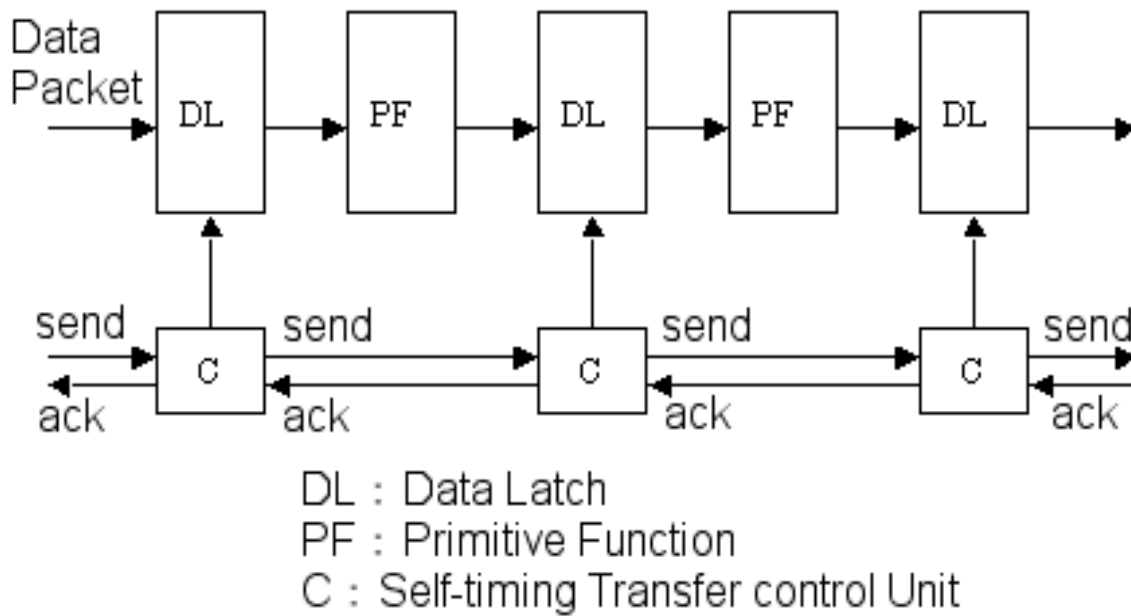 Data
Packet
DL PF DL PF DL
send send send send
C C C
ack ack ack ack
DL : Data Latch
PF : Primitive Function
C : Self-timing Transfer control Unit